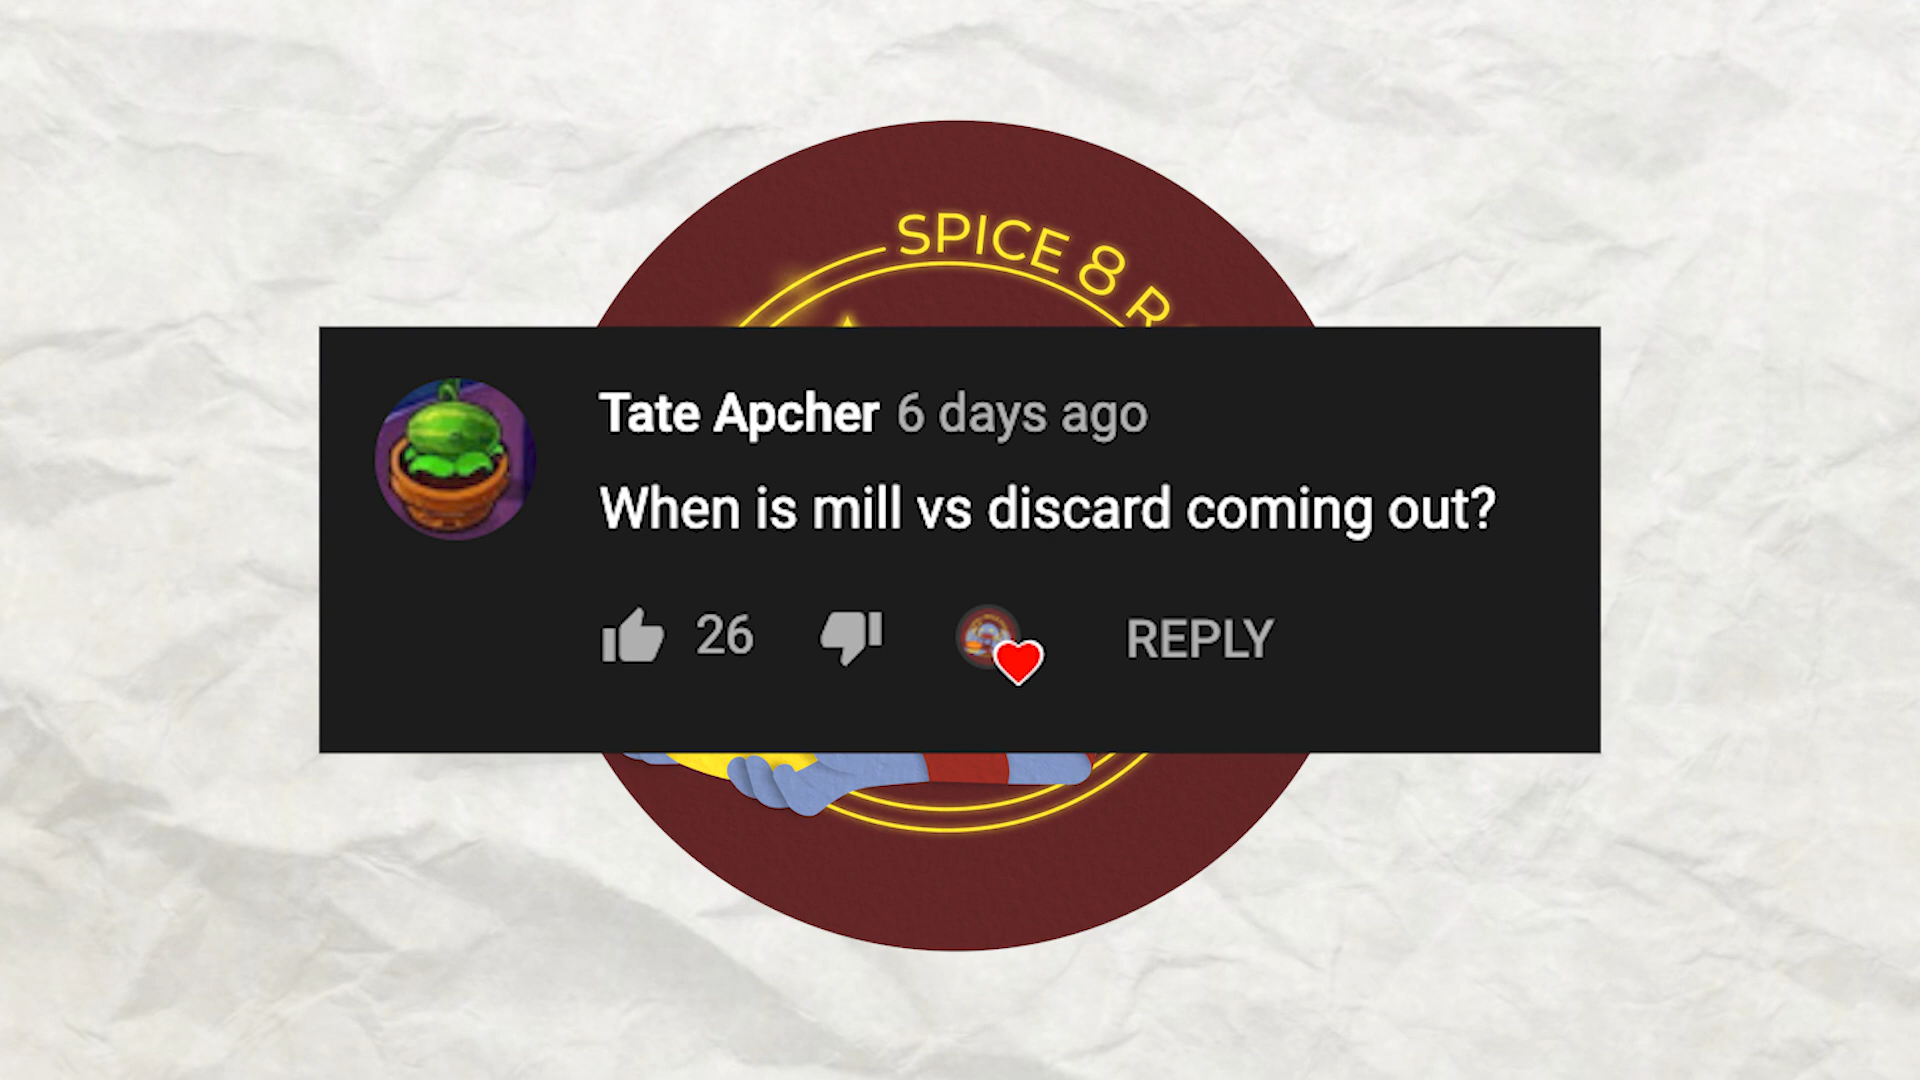 SPICE 8 R
Tate Apcher 6 days ago
When is mill vs discard coming out?
26
REPLY